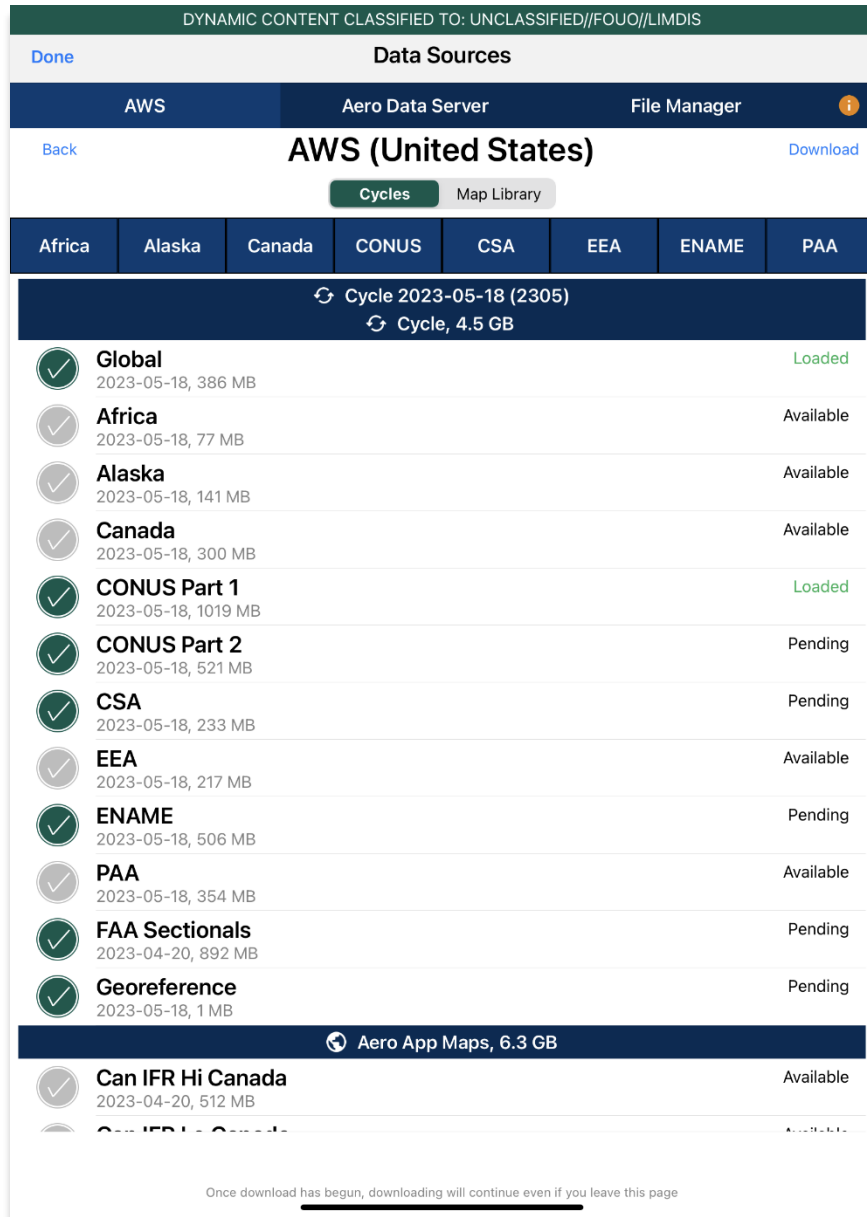 DYNAMIC CONTENT CLASSIFIED TO: UNCLASSIFIED//FOUO//LIMDIS
Done Data Sources
AWS Aero Data Server File Manager i
Back AWS (United States) Download
Cycles Map Library
Africa Alaska Canada CONUS CSA EEA ENAME PAA
Cycle 2023-05-18 (2305)
Cycle, 4.5 GB
Global Loaded
2023-05-18, 386 MB
Africa Available
2023-05-18, 77 MB
Alaska Available
2023-05-18, 141 MB
Canada Available
2023-05-18, 300 MB
CONUS Part 1 Loaded
2023-05-18, 1019 MB
CONUS Part 2 Pending
2023-05-18, 521 MB
CSA Pending
2023-05-18, 233 MB
EEA Available
2023-05-18, 217 MB
ENAME Pending
2023-05-18, 506 MB
PAA Available
2023-05-18, 354 MB
FAA Sectionals Pending
2023-04-20, 892 MB
Georeference Pending
2023-05-18, 1 MB
Aero App Maps, 6.3 GB
Can IFR Hi Canada Available
2023-04-20, 512 MB
Once download has begun, downloading will continue even if you leave this page